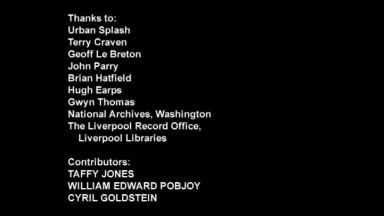 Thanks to:
Urban Splash
Terry Craven
Geoff Le Breton
John Parry
Brian Hatfield
Hugh Earps
Gwyn Thomas
National Archives, Washington
The Liverpool Record Office,
Liverpool Libraries
Contributors:
TAFFY JONES
WILLIAM EDWARD POBJOY
CYRIL GOLDSTEIN